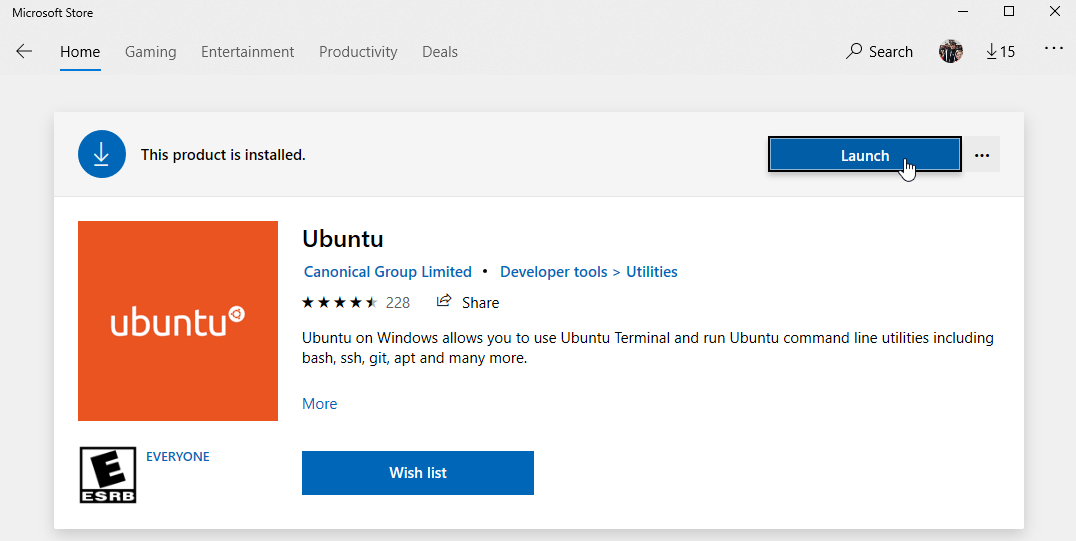 Microsoft Store
Home Gaming Entertainment Productivity Deals Search 15 ...
This product is installed. Launch ...
ubuntu
Ubuntu
Canonical Group Limited • Developer tools > Utilities
228 Share
Ubuntu on Windows allows you to use Ubuntu Terminal and run Ubuntu command line utilities including
bash, ssh, git, apt and many more.
More
E
ESRB
EVERYONE
Wish list